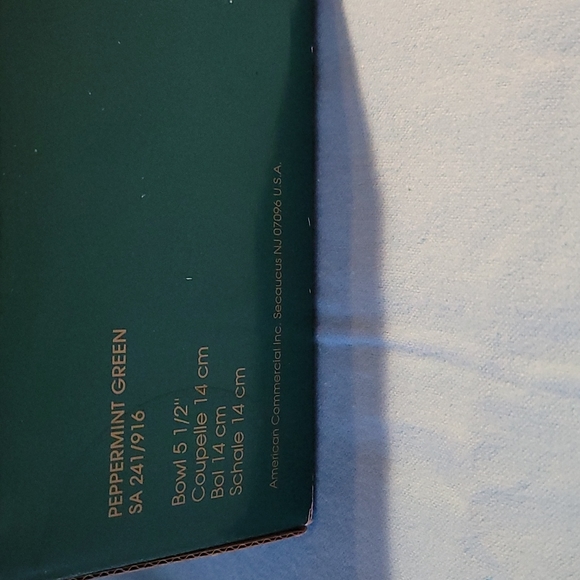 PEPPERMINT GREEN
SA 241/916
Bowl 5 1/2"
Coupelle 14 cm
Bol 14 cm
Schale 14 cm
American Commercial Inc. Secaucus NJ 07096 U.S.A.